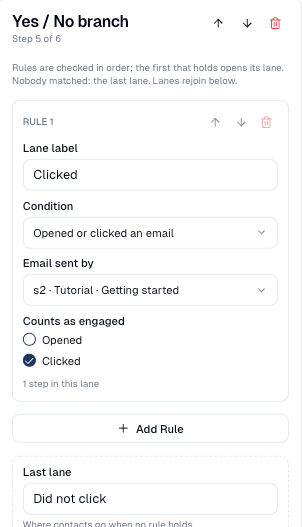 Yes / No branch
Step 5 of 6
Rules are checked in order; the first that holds opens its lane.
Nobody matched: the last lane. Lanes rejoin below.
RULE 1
Lane label
Clicked
Condition
Opened or clicked an email
Email sent by
s2 · Tutorial · Getting started
Counts as engaged
Opened
Clicked
1 step in this lane
+ Add Rule
Last lane
Did not click
Where contacts go when no rule holds.